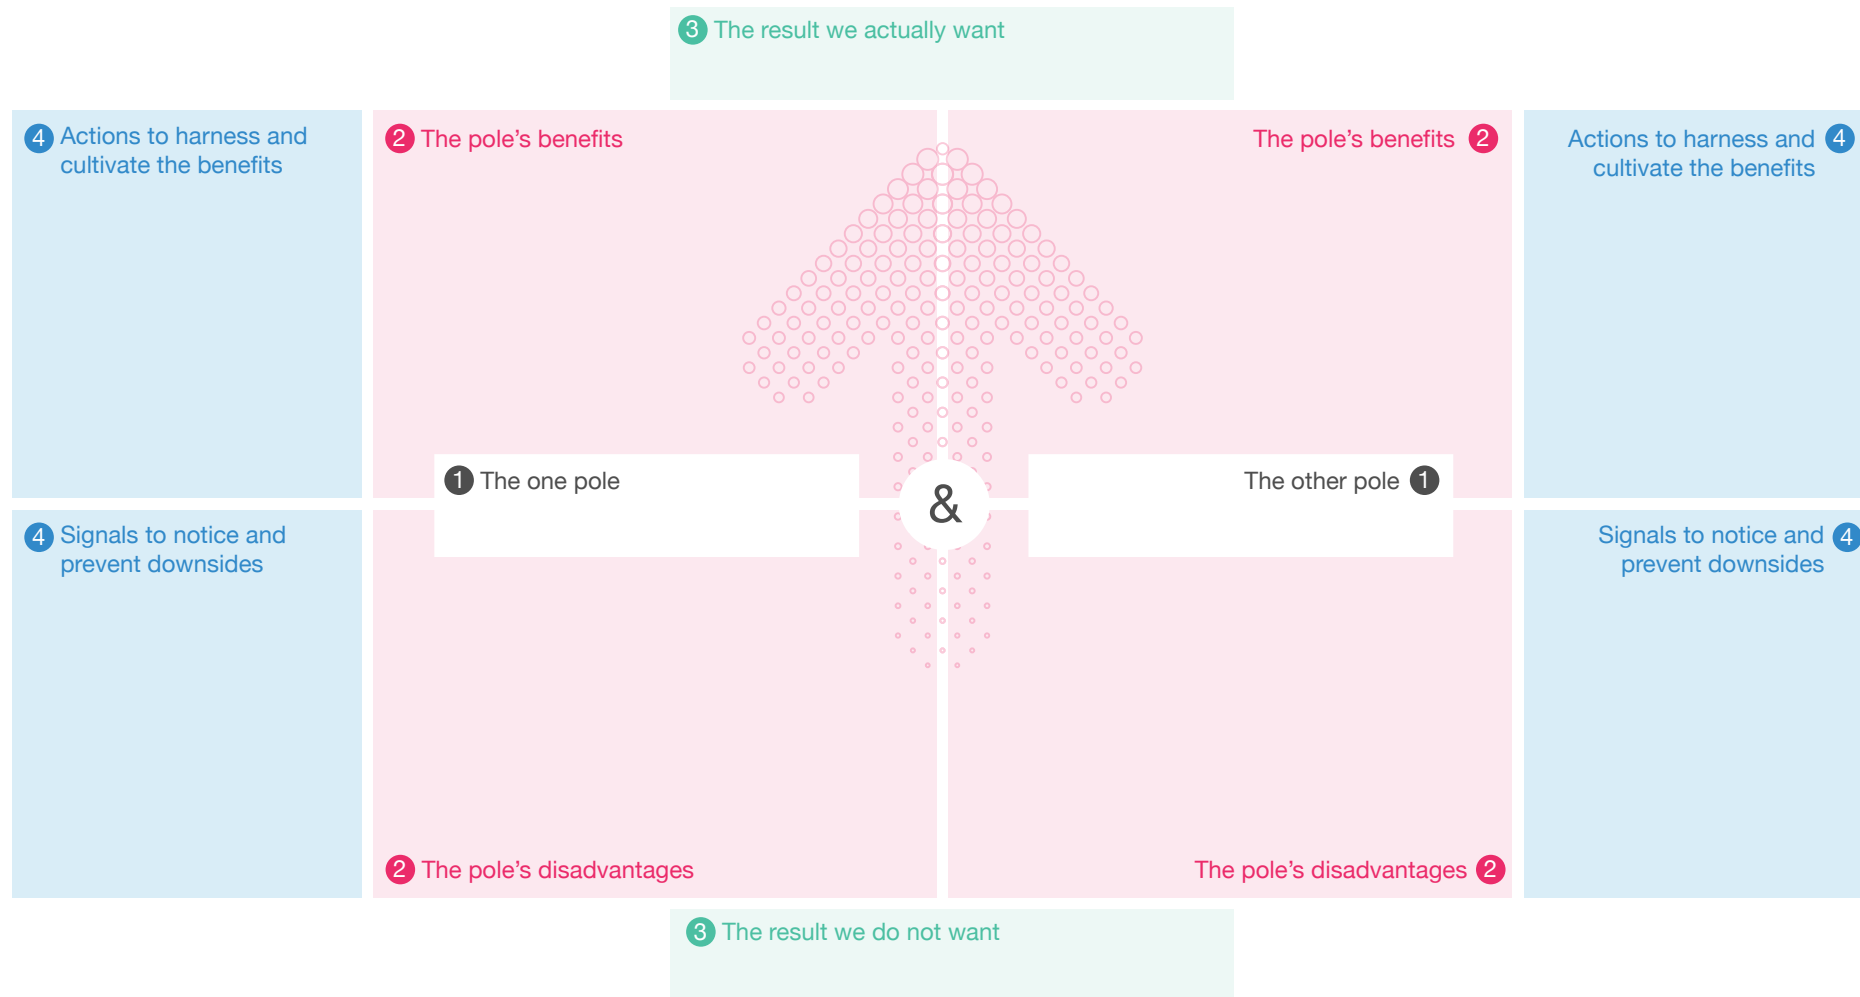 3 The result we actually want
4 Actions to harness and
cultivate the benefits
2 The pole’s benefits
The pole’s benefits 2
Actions to harness and 4
cultivate the benefits
1 The one pole
&
The other pole 1
4 Signals to notice and
prevent downsides
Signals to notice and 4
prevent downsides
2 The pole’s disadvantages
The pole’s disadvantages 2
3 The result we do not want